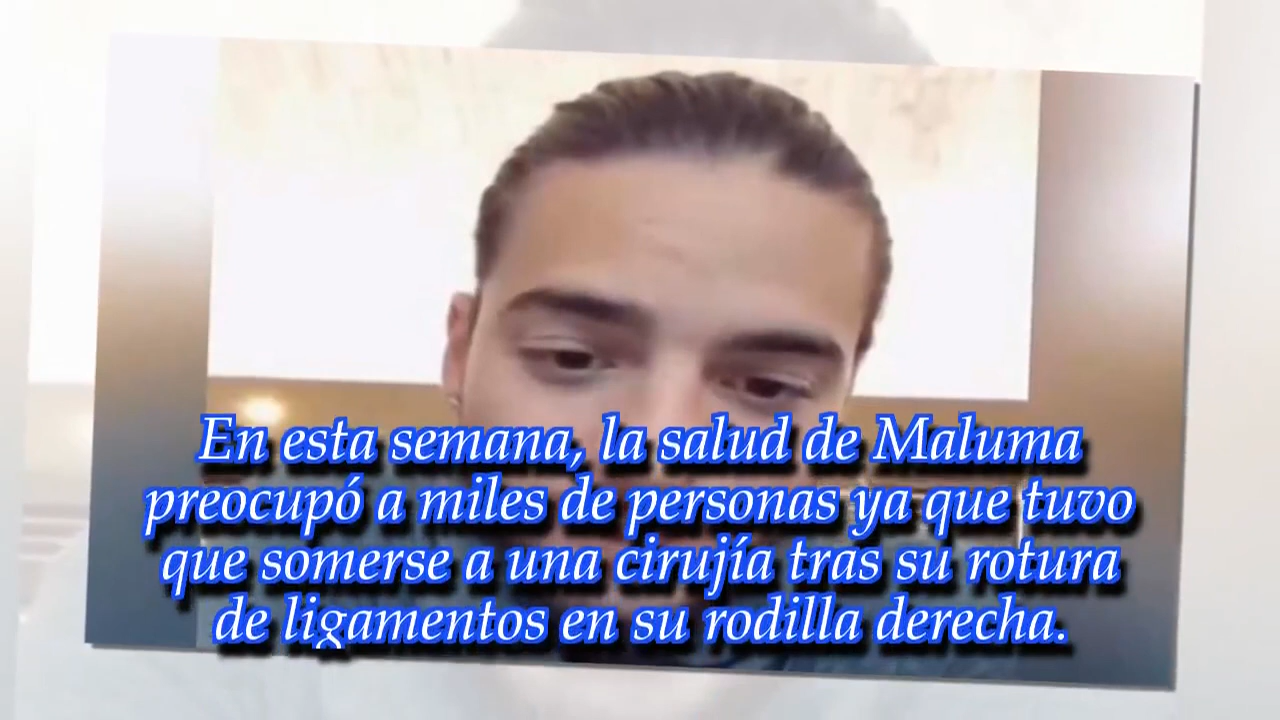 En esta semana, la salud de Maluma
preocupó a miles de personas ya que tuvo
que somerse a una cirujía tras su rotura
de ligamentos en su rodilla derecha.